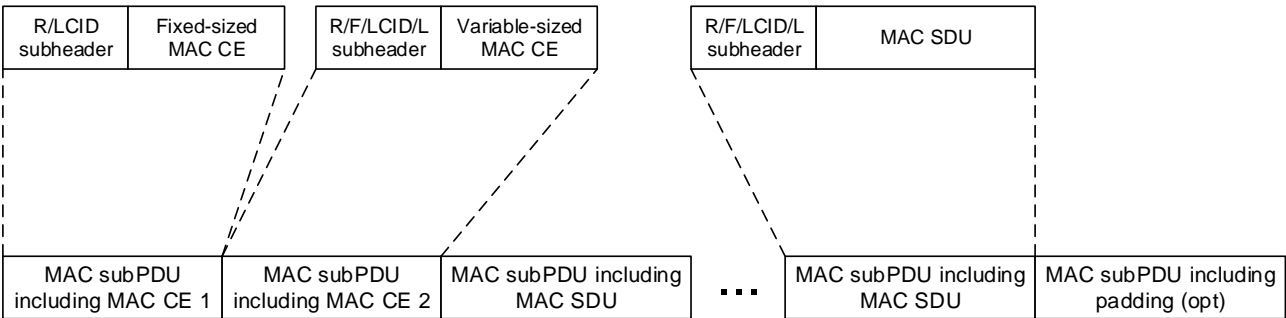 R/LCID
subheader
Fixed-sized
MAC CE
R/F/LCID/L
subheader
Variable-sized
MAC CE
R/F/LCID/L
subheader
MAC SDU
MAC subPDU
including MAC CE 1
MAC subPDU
including MAC CE 2
MAC subPDU including
MAC SDU
...
MAC subPDU including
MAC SDU
MAC subPDU including
padding (opt)